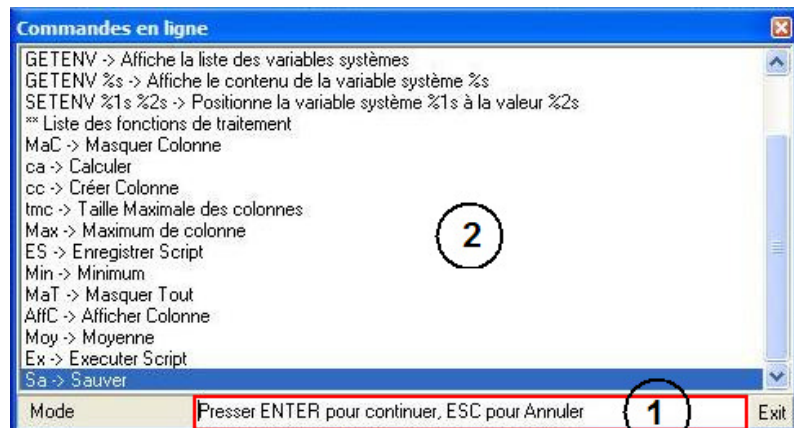 Commandes en ligne
GETENV -> Affiche la liste des variables systèmes
GETENV %s -> Affiche le contenu de la variable système %s
SETENV %1s %2s -> Positionne la variable système %1s à la valeur %2s
** Liste des fonctions de traitement
MaC -> Masquer Colonne
ca -> Calculer
cc -> Créer Colonne
tmc -> Taille Maximale des colonnes
Max -> Maximum de colonne
ES -> Enregistrer Script
Min -> Minimum
MaT -> Masquer Tout
AffC -> Afficher Colonne
Moy -> Moyenne
Ex -> Executer Script
Sa -> Sauver
2
Mode Presser ENTER pour continuer, ESC pour Annuler 1 Exit